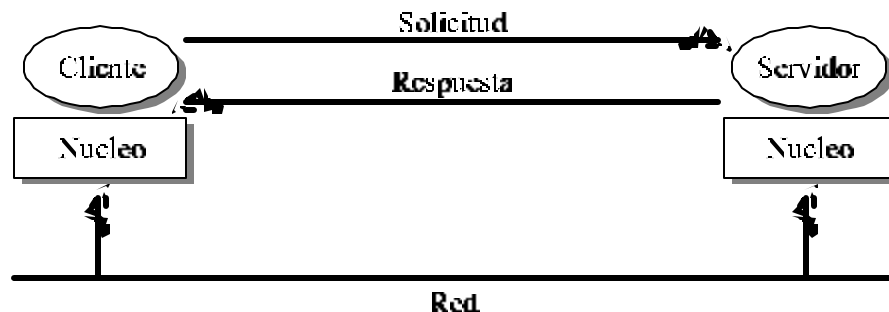 Solicitud
Cliente
Servidor
Respuesta
Nucleo
Nucleo
Red